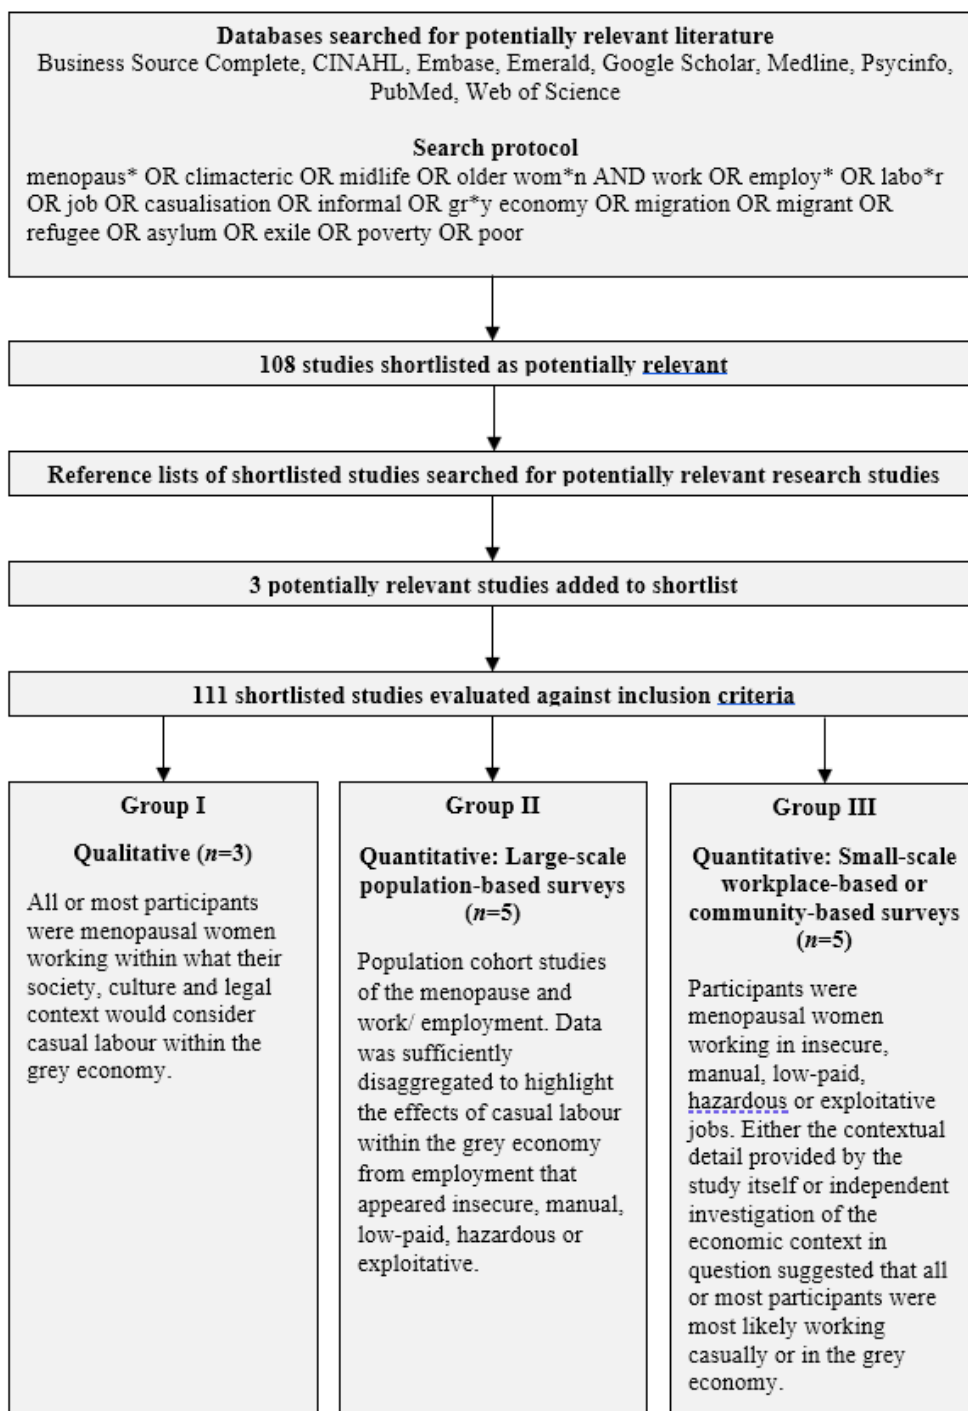 Databases searched for potentially relevant literature
Business Source Complete, CINAHL, Embase, Emerald, Google Scholar, Medline, Psycinfo,
PubMed, Web of Science
Search protocol
menopaus* OR climacteric OR midlife OR older wom*n AND work OR employ* OR labo*r
OR job OR casualisation OR informal OR gr*y economy OR migration OR migrant OR
refugee OR asylum OR exile OR poverty OR poor
108 studies shortlisted as potentially relevant
Reference lists of shortlisted studies searched for potentially relevant research studies
3 potentially relevant studies added to shortlist
111 shortlisted studies evaluated against inclusion criteria
Group I
Qualitative (n=3)
All or most participants
were menopausal women
working within what their
society, culture and legal
context would consider
casual labour within the
grey economy.
Group II
Quantitative: Large-scale
population-based surveys
(n=5)
Population cohort studies
of the menopause and
work/ employment. Data
was sufficiently
disaggregated to highlight
the effects of casual labour
within the grey economy
from employment that
appeared insecure, manual,
low-paid, hazardous or
exploitative.
Group III
Quantitative: Small-scale
workplace-based or
community-based surveys
(n=5)
Participants were
menopausal women
working in insecure,
manual, low-paid,
hazardous or exploitative
jobs. Either the contextual
detail provided by the
study itself or independent
investigation of the
economic context in
question suggested that all
or most participants were
most likely working
casually or in the grey
economy.